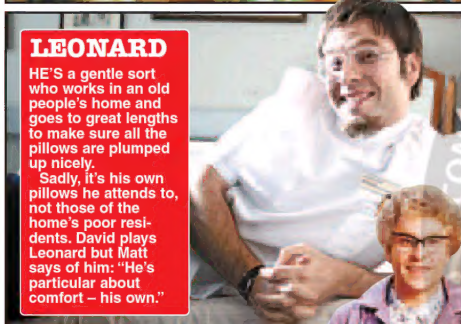 LEONARD
HE'S a gentle sort
who works in an old
people's home and
goes to great lengths
to make sure all the
pillows are plumped
up nicely.
Sadly, it's his own
pillows he attends to,
not those of the
home's poor resi-
dents. David plays
Leonard but Matt
says of him: "He's
particular about
comfort – his own."